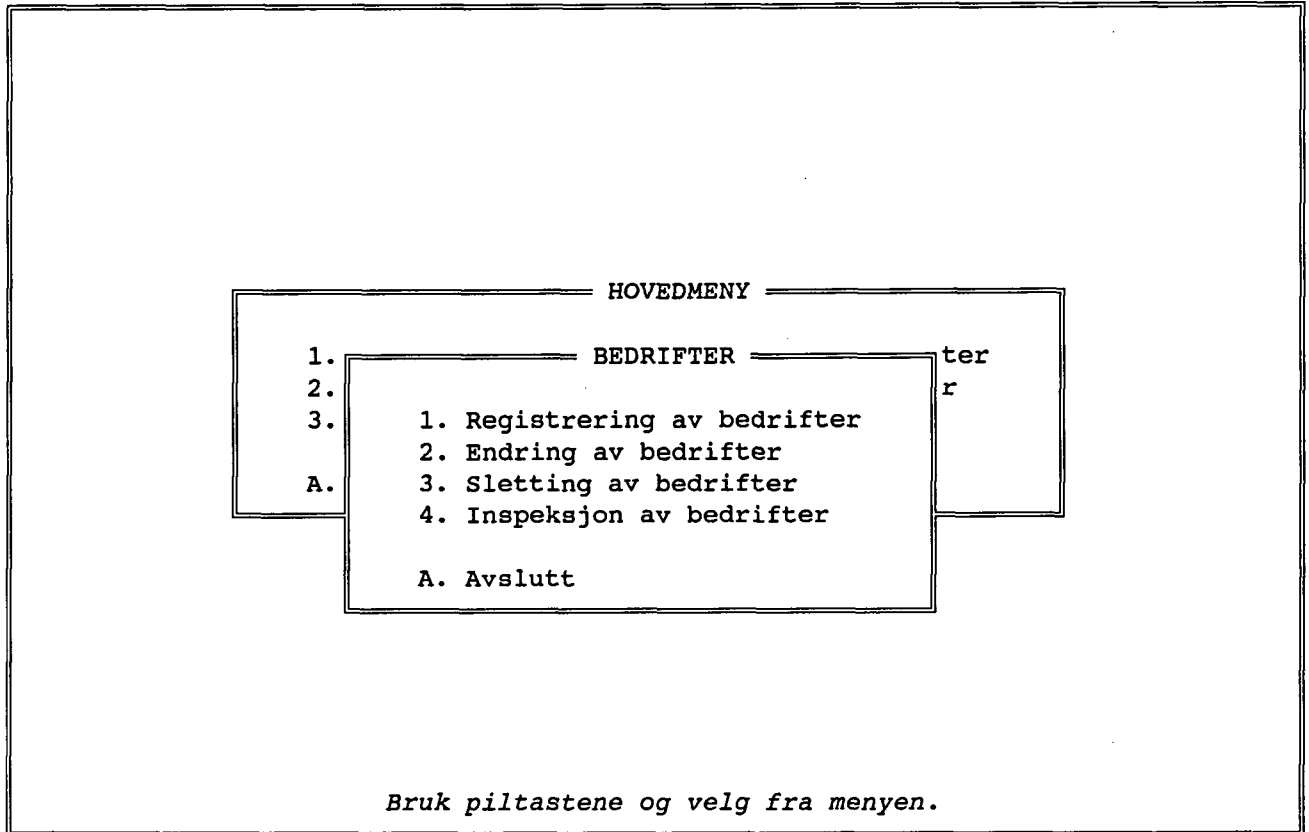 HOVEDMENY
1. BEDRIFTER ter
2. r
3. 1. Registrering av bedrifter
2. Endring av bedrifter
A. 3. Sletting av bedrifter
4. Inspeksjon av bedrifter
A. Avslutt
Bruk piltastene og velg fra menyen.